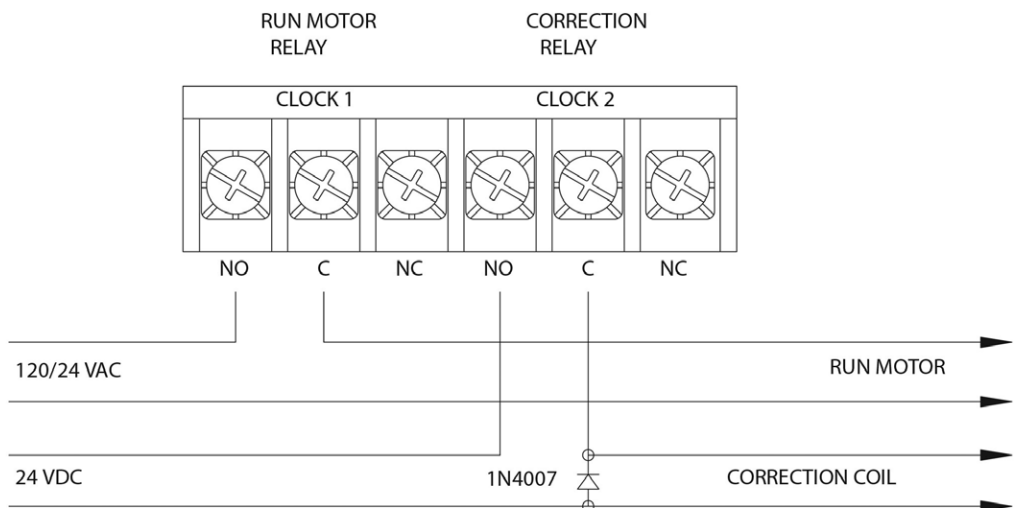 RUN MOTOR
RELAY
CORRECTION
RELAY
CLOCK 1
CLOCK 2
NO
C
NC
NO
C
NC
120/24 VAC
RUN MOTOR
24 VDC
1N4007
CORRECTION COIL